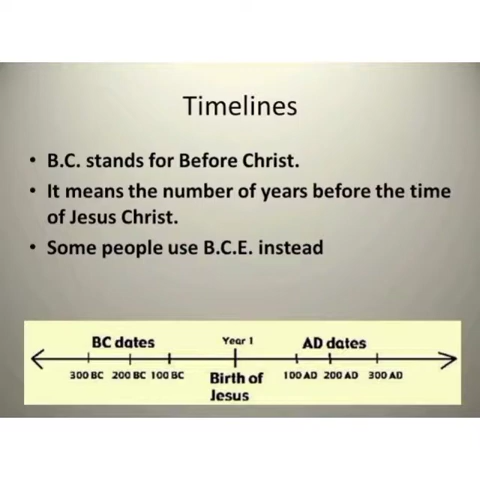 Timelines
• B.C. stands for Before Christ.
• It means the number of years before the time
of Jesus Christ.
• Some people use B.C.E. instead
BC dates Year 1 AD dates
300 BC 200 BC 100 BC Birth of 100 AD 200 AD 300 AD
Jesus